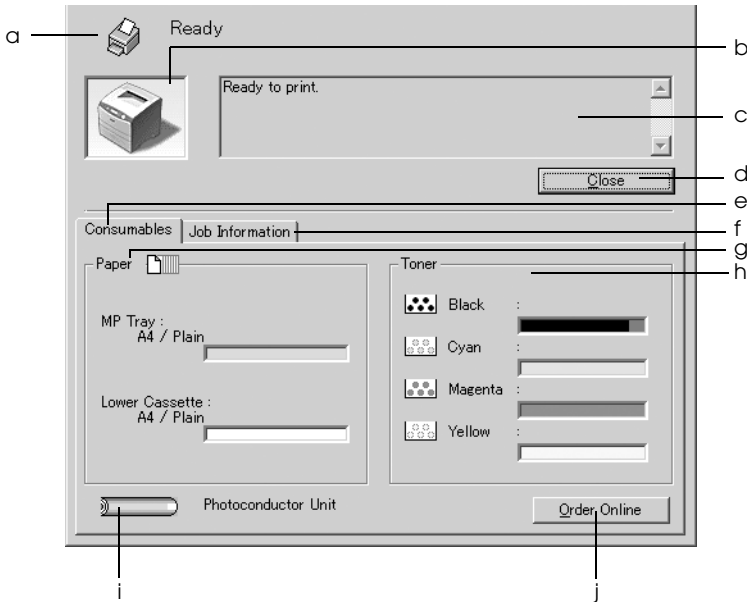 a
Ready
b
Ready to print.
c
Close
d
e
Consumables
Job Information
f
Paper
g
Toner
h
Black :
MP Tray :
A4 / Plain
Cyan :
Magenta :
Lower Cassette :
A4 / Plain
Yellow :
Photoconductor Unit
Order Online
i
j